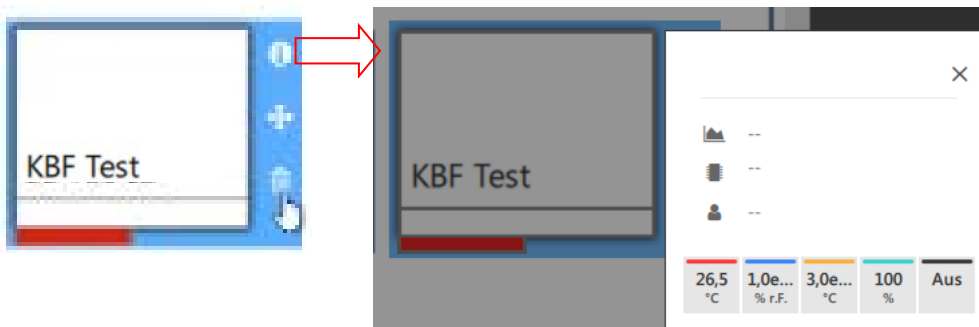 KBF Test
KBF Test
--
--
--
26,5 1,0e... 3,0e... 100 Aus
°C % r.F. °C %